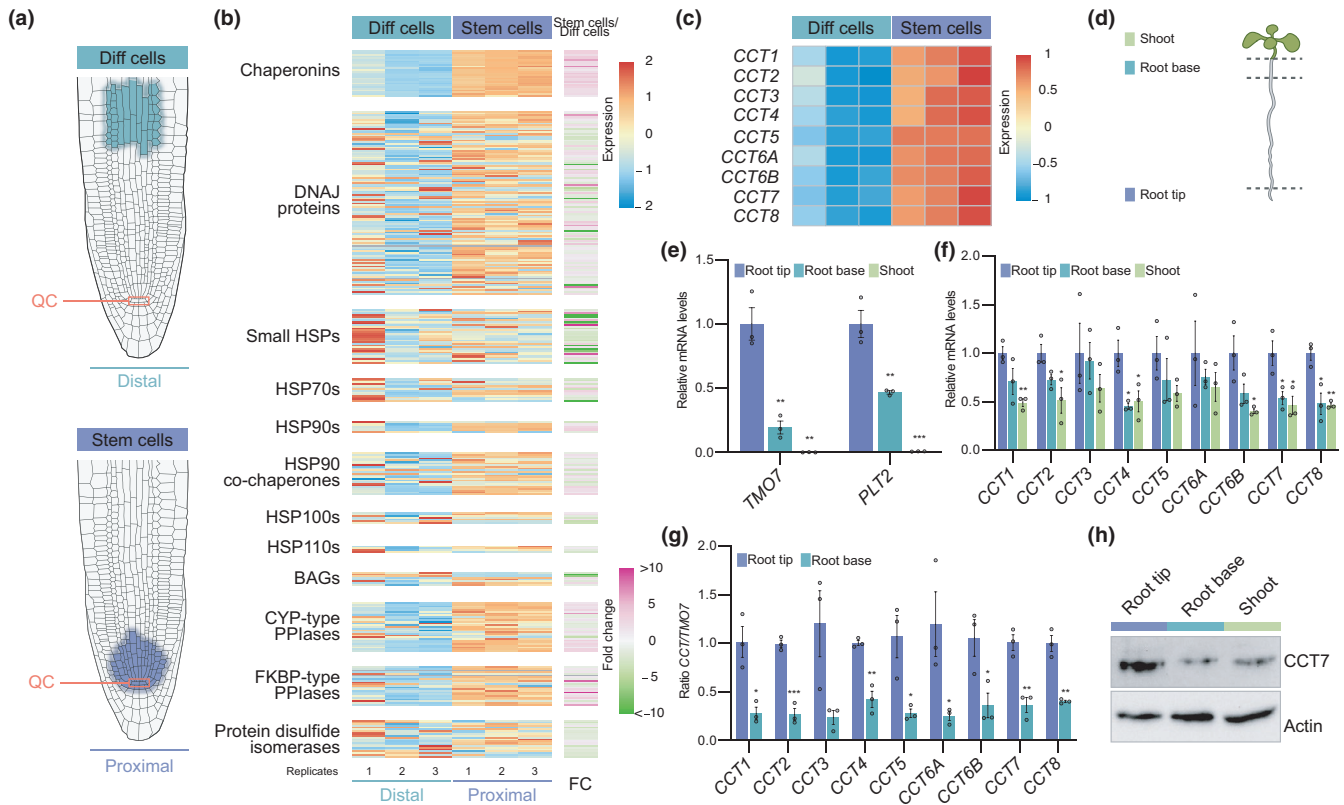 (a)
Diff cells
QC
Distal
Stem cells
QC
Proximal
(b)
Diff cells
Stem cells
Stem cells/
Diff cells
Chaperonins
DNAJ
proteins
Small HSPs
HSP70s
HSP90s
HSP90
co-chaperones
HSP100s
HSP110s
BAGs
CYP-type
PPIases
FKBP-type
PPIases
Protein disulfide
isomerases
Replicates
1 2 3 1 2 3
Distal
Proximal
FC
2
1
0
– 1
– 2
Expression
>10
5
0
–5
<–10
Fold change
(c)
Diff cells
Stem cells
CCT1
CCT2
CCT3
CCT4
CCT5
CCT6A
CCT6B
CCT7
CCT8
1
0.5
0
–0.5
– 1
Expression
(d)
Shoot
Root base
Root tip
(e)
Root tip Root base Shoot
Relative mRNA levels
1.5
1.0
0.5
0.0
** ** ** ***
TMO7 PLT2
(f)
Root tip Root base Shoot
Relative mRNA levels
2.0
1.5
1.0
0.5
0.0
** * * * * * * * **
CCT1 CCT2 CCT3 CCT4 CCT5 CCT6A CCT6B CCT7 CCT8
(g)
Root tip Root base
Ratio CCT/TMO7
2.0
1.5
1.0
0.5
0.0
* *** ** * * * ** **
CCT1 CCT2 CCT3 CCT4 CCT5 CCT6A CCT6B CCT7 CCT8
(h)
Root tip
Root base
Shoot
CCT7
Actin